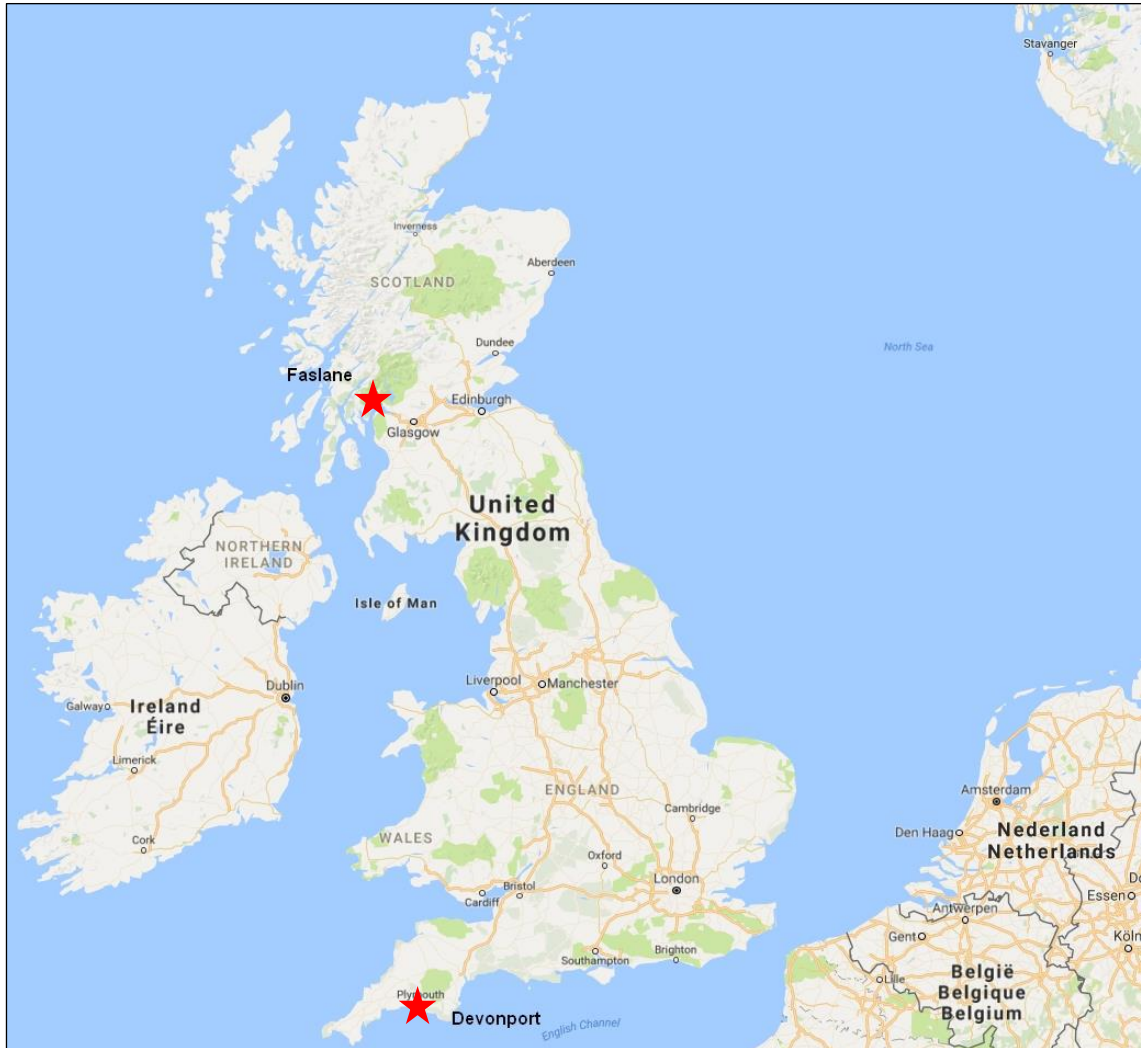 Stavanger
Inverness
Aberdeen
SCOTLAND
Dundee
North Sea
Faslane
Edinburgh
Glasgow
United
Kingdom
NORTHERN
IRELAND
Isle of Man
Liverpool
Manchester
Dublin
Galway
Ireland
Éire
Limerick
ENGLAND
Amsterdam
Cambridge
Cork
WALES
Den Haag
Nederland
Netherlands
Oxford
London
Essen
Cardiff
Bristol
Antwerpen
Gent
Köln
Southampton
Brighton
Lille
België
Belgique
Belgium
Plymouth
Devonport
English Channel